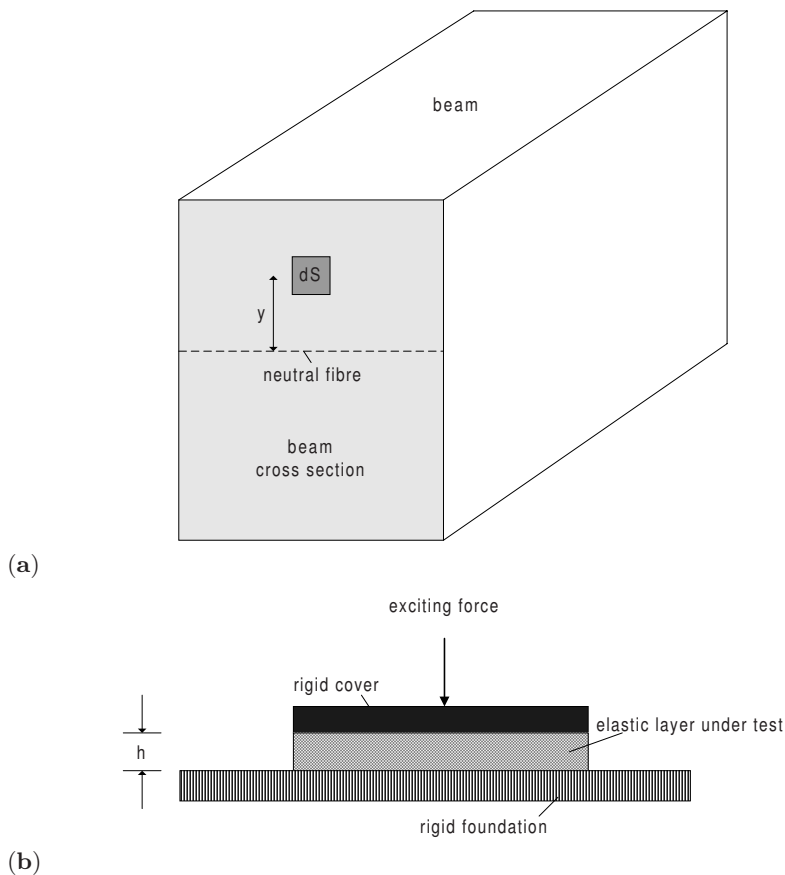 beam
dS
y
neutral fibre
beam
cross section
(a)
exciting force
rigid cover
elastic layer under test
h
rigid foundation
(b)